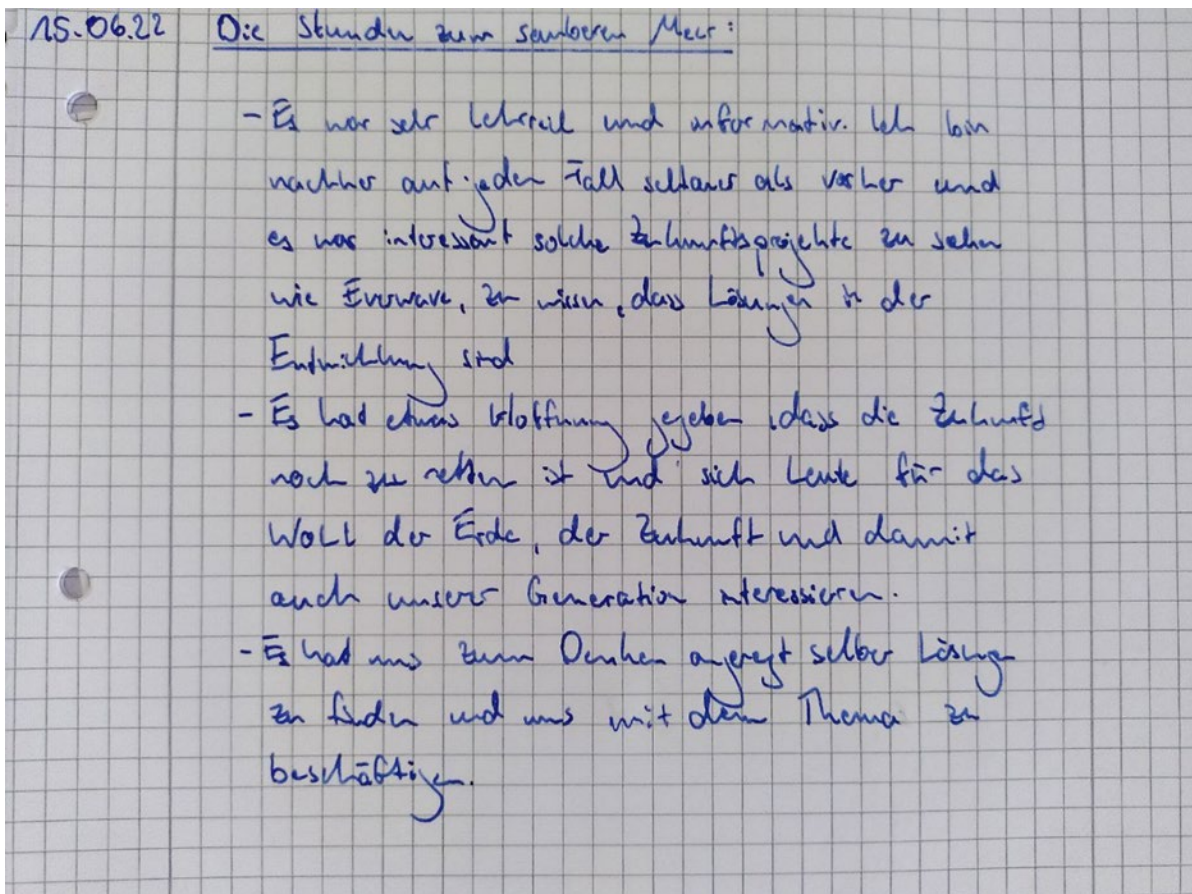 15.06.22 Die Stunden zum sauberen Meer:
- Es war sehr lehrreich und informativ. Ich bin
nachher auf jeden Fall schlauer als vorher und
es war interessant solche Zukunftsprojekte zu sehen
wie Everwave, zu wissen, dass Lösungen in der
Entwicklung sind
- Es hat etwas Hoffnung gegeben, dass die Zukunft
noch zu retten ist und sich Leute für das
Wohl der Erde, der Zukunft und damit
auch unserer Generation interessieren.
- Es hat uns zum Denken angeregt selber Lösungen
zu finden und uns mit dem Thema zu
beschäftigen.